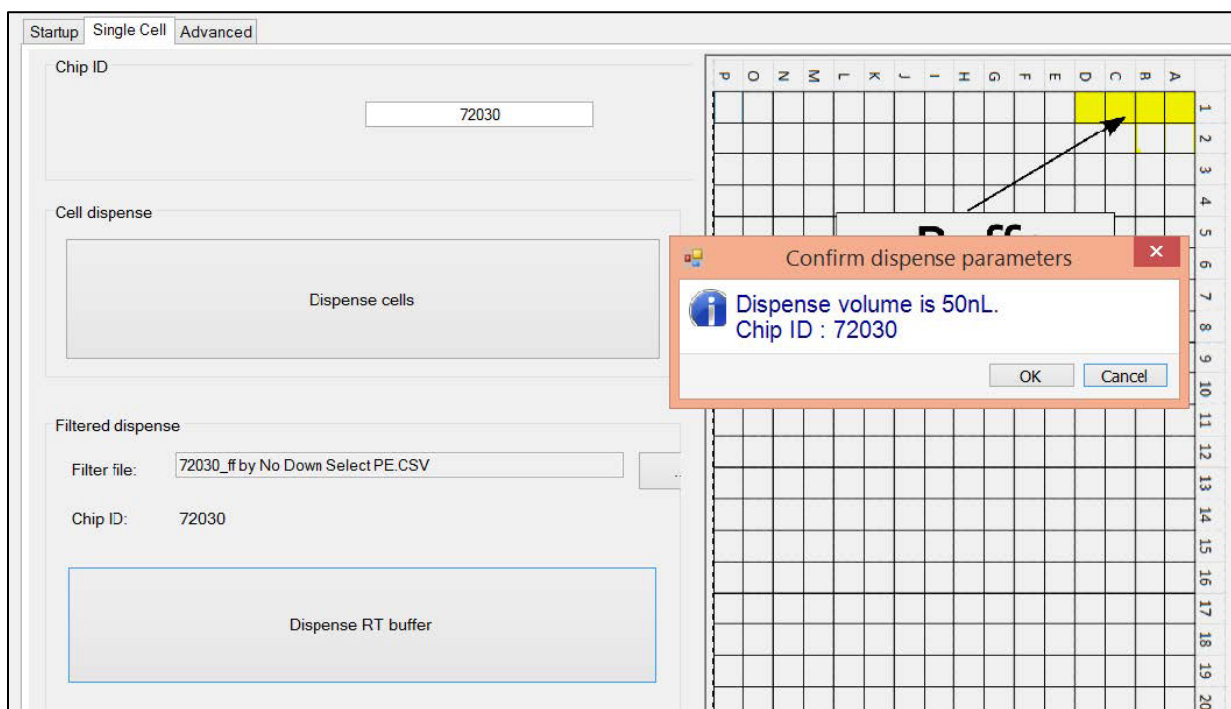 Startup Single Cell Advanced
Chip ID
72030
Cell dispense
Dispense cells
Filtered dispense
Filter file: 72030_ff by No Down Select PE.CSV ..
Chip ID: 72030
Dispense RT buffer
P O N M L K J I H G F E D C B A
1
2
3
4
5
6
7
8
9
10
11
12
13
14
15
16
17
18
19
20
Confirm dispense parameters
Dispense volume is 50nL.
Chip ID : 72030
OK Cancel